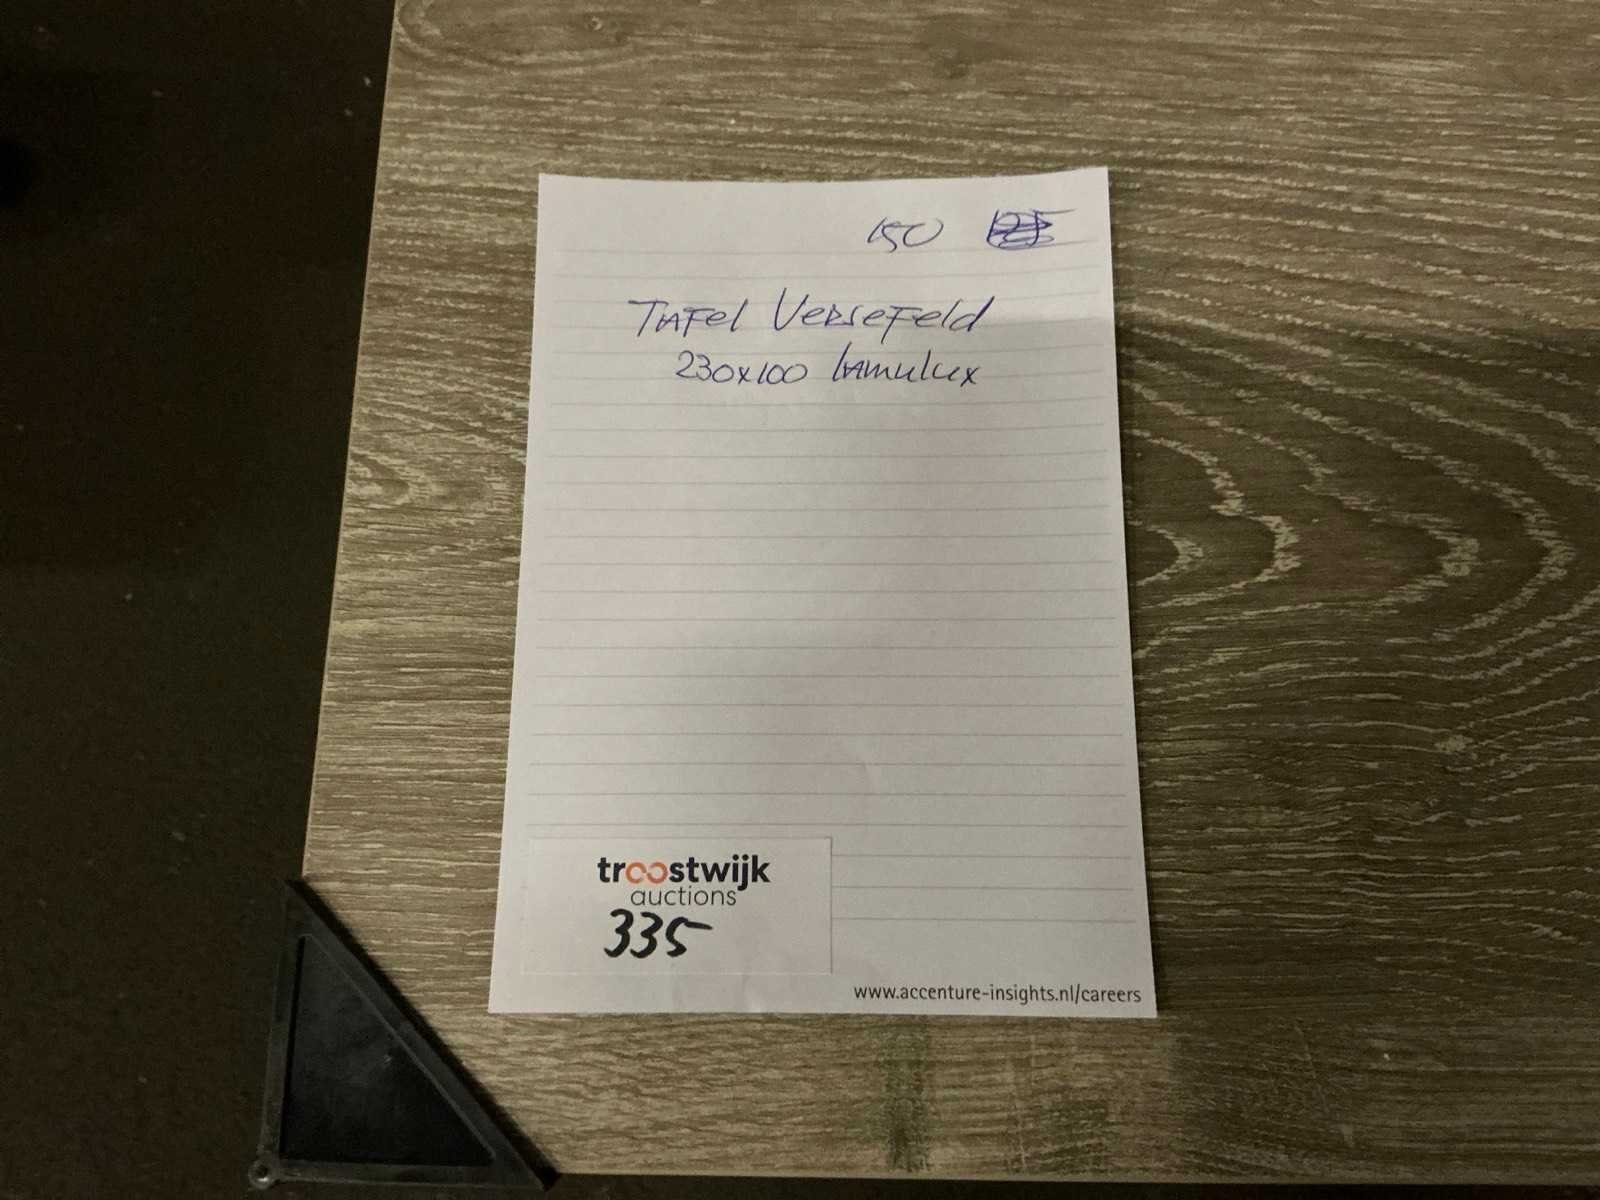 150
Tafel Versefeld
230x100 Lamulux
troostwijk
auctions
335
www.accenture-insights.nl/careers